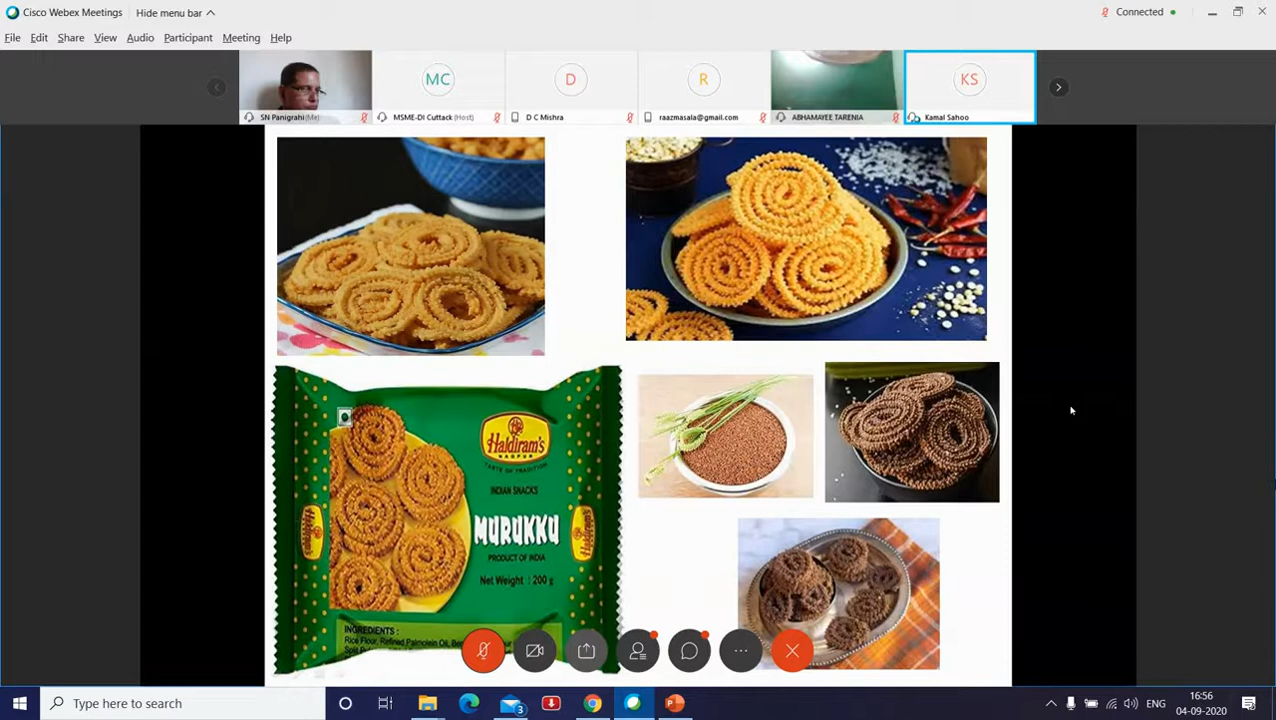 Cisco Webex Meetings
Hide menu bar
Connected
File Edit Share View Audio Participant Meeting Help
MC
D
R
KS
SN Panigrahi (Me)
MSME-DI Cuttack (Host)
D C Mishra
raazmasala@gmail.com
ABHAMAYEE TARENIA
Kamal Sahoo
Haldiram's
NAGPUR
TASTE OF TRADITION
INDIAN SNACKS
MURUKKU
PRODUCT OF INDIA
Net Weight : 200 g
Haldiram's
Haldiram's
INGREDIENTS :
Rice Flour, Refined Palmolein Oil,
Type here to search
3
ENG
16:56
04-09-2020